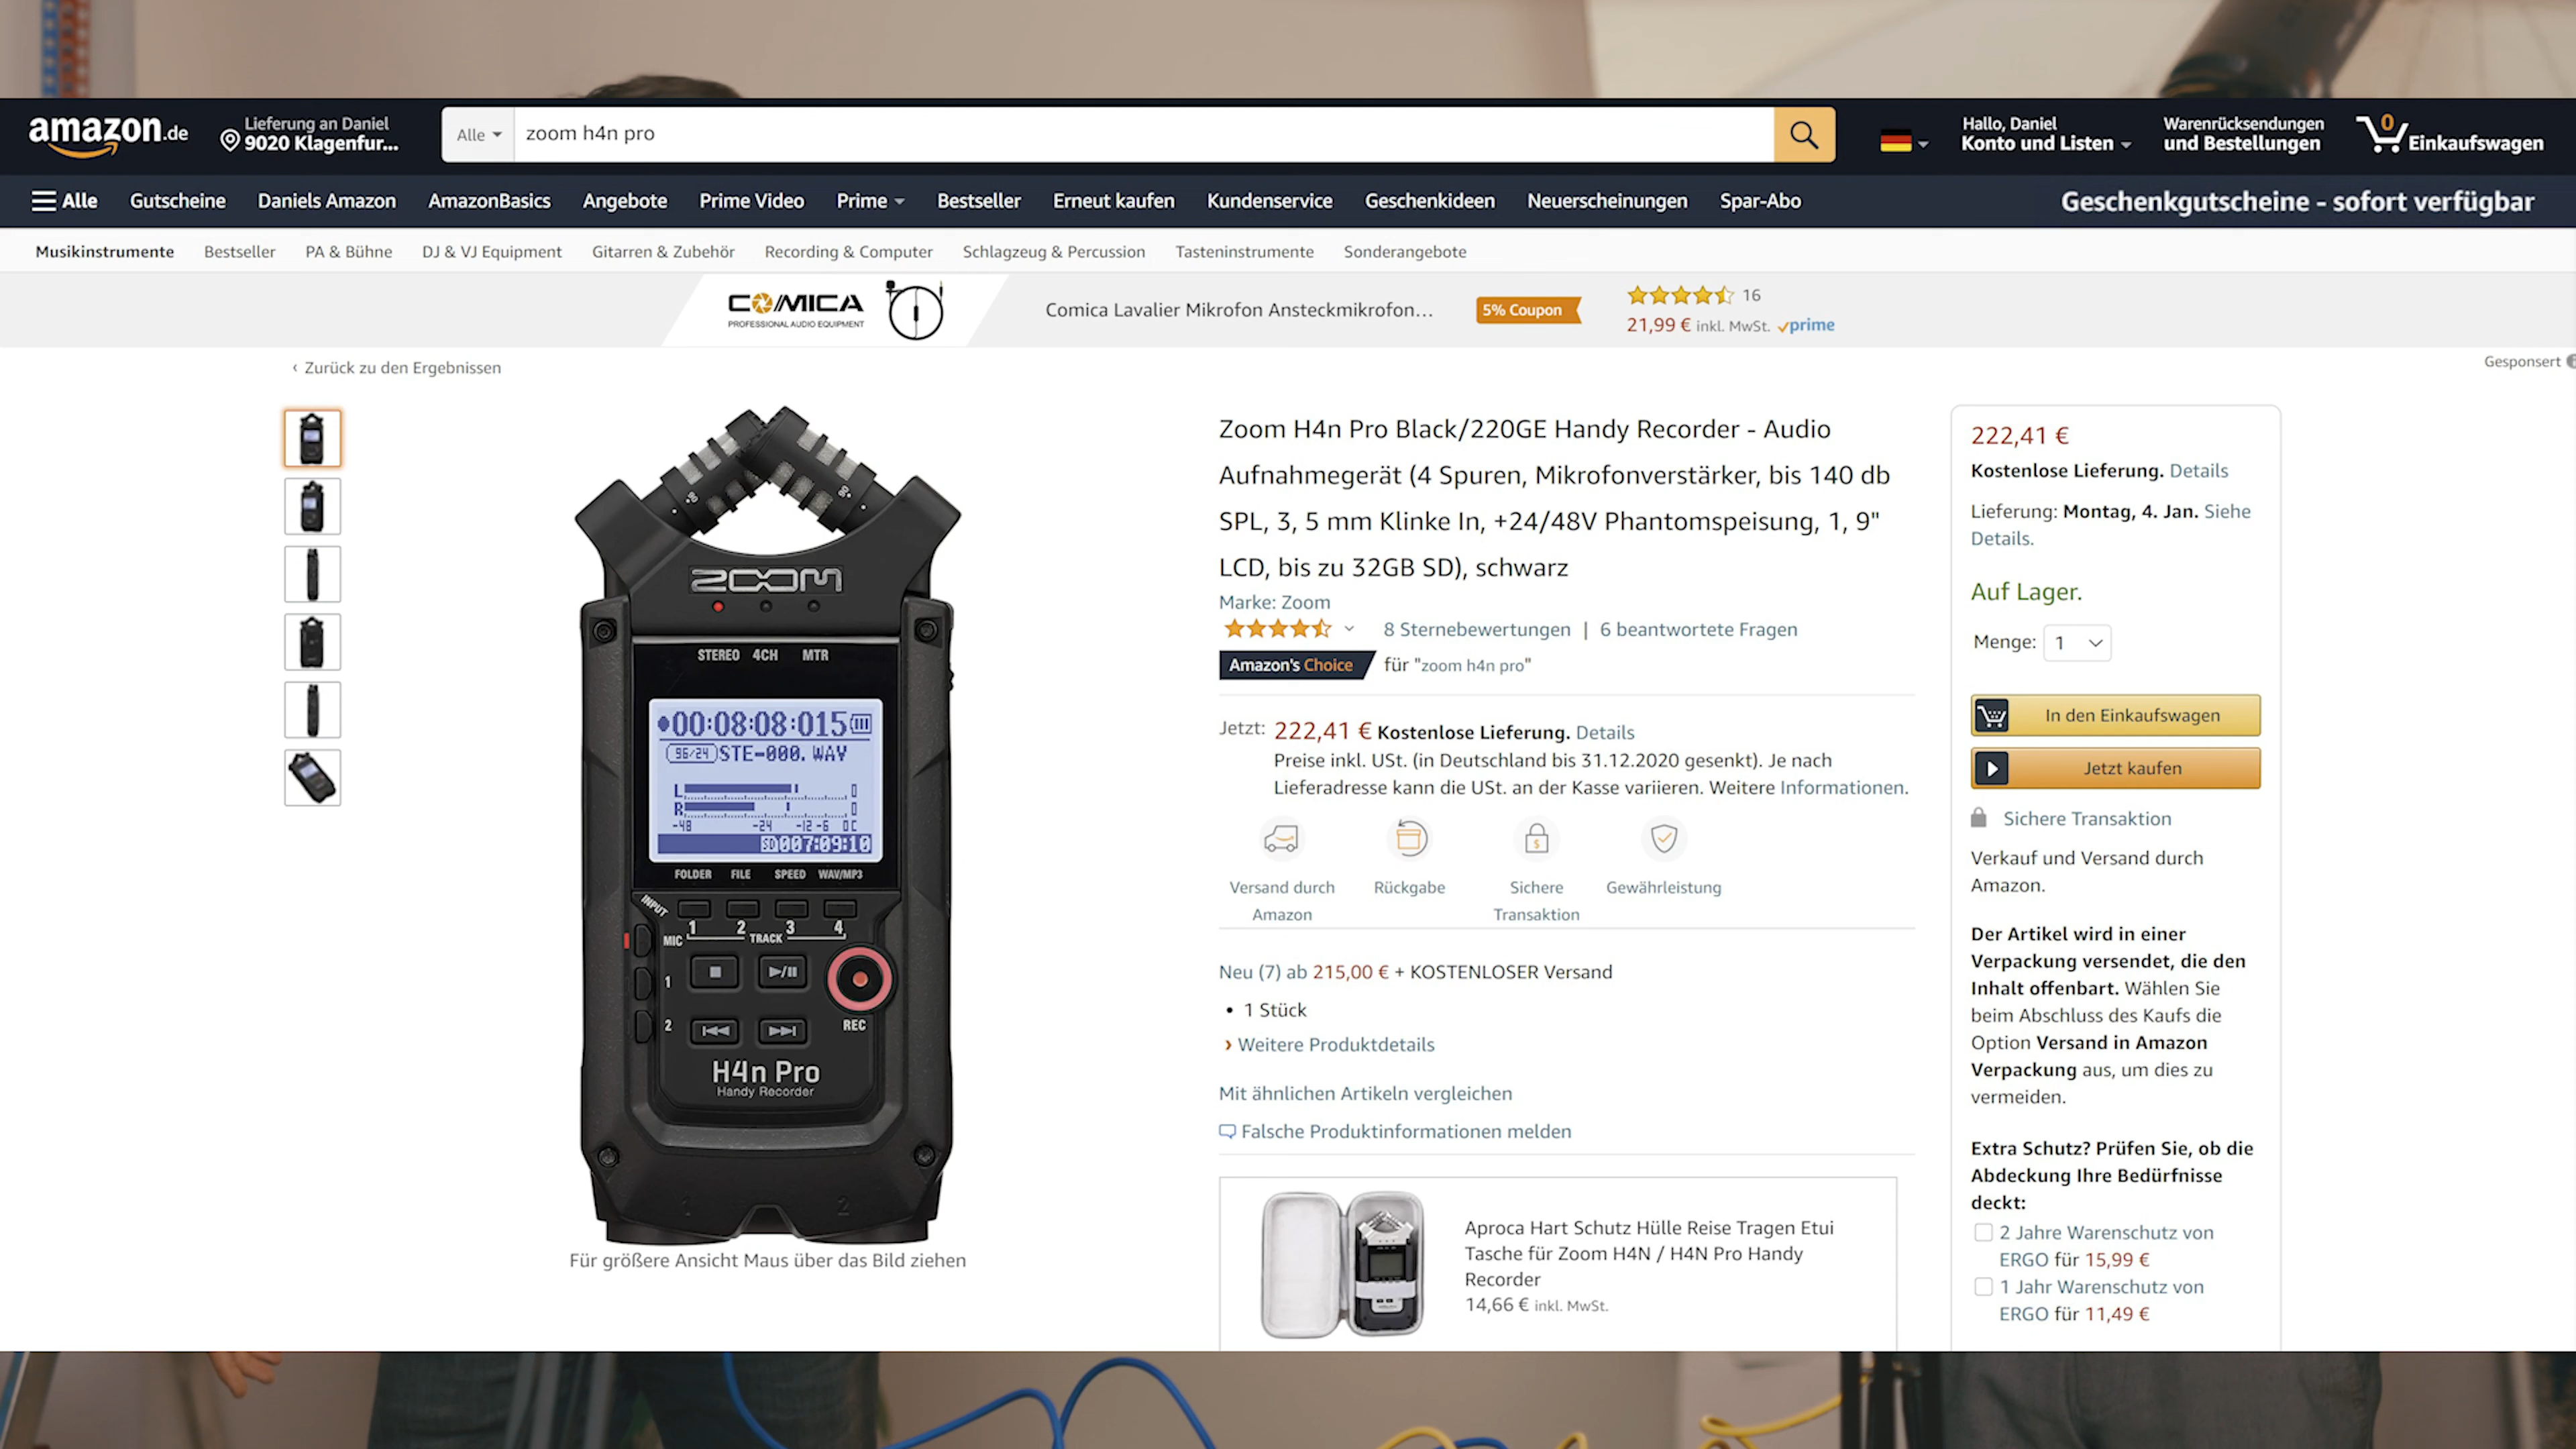 amazon.de
Lieferung an Daniel
9020 Klagenfur...
Alle
zoom h4n pro
Hallo, Daniel
Konto und Listen
Warenrücksendungen
und Bestellungen
0
Einkaufswagen
Alle
Gutscheine
Daniels Amazon
AmazonBasics
Angebote
Prime Video
Prime
Bestseller
Erneut kaufen
Kundenservice
Geschenkideen
Neuerscheinungen
Spar-Abo
Geschenkgutscheine - sofort verfügbar
Musikinstrumente
Bestseller
PA & Bühne
DJ & VJ Equipment
Gitarren & Zubehör
Recording & Computer
Schlagzeug & Percussion
Tasteninstrumente
Sonderangebote
COMICA
PROFESSIONAL AUDIO EQUIPMENT
Comica Lavalier Mikrofon Ansteckmikrofon…
5% Coupon
16
21,99 € inkl. MwSt. prime
‹ Zurück zu den Ergebnissen
Gesponsert
90° 90°
ZOOM
STEREO 4CH MTR
00:08:08:015
96/24 STE-000. WAV
L 0
R 0
-48 -24 -12 -6 0
SD 007:09:10
FOLDER FILE SPEED WAV/MP3
INPUT
1 2 3 4
MIC TRACK
1
2
REC
H4n Pro
Handy Recorder
1 2
Für größere Ansicht Maus über das Bild ziehen
Zoom H4n Pro Black/220GE Handy Recorder - Audio
Aufnahmegerät (4 Spuren, Mikrofonverstärker, bis 140 db
SPL, 3, 5 mm Klinke In, +24/48V Phantomspeisung, 1, 9"
LCD, bis zu 32GB SD), schwarz
Marke: Zoom
8 Sternebewertungen | 6 beantwortete Fragen
Amazon's Choice für "zoom h4n pro"
Jetzt: 222,41 € Kostenlose Lieferung. Details
Preise inkl. USt. (in Deutschland bis 31.12.2020 gesenkt). Je nach
Lieferadresse kann die USt. an der Kasse variieren. Weitere Informationen.
Versand durch
Amazon
Rückgabe
Sichere
Transaktion
Gewährleistung
Neu (7) ab 215,00 € + KOSTENLOSER Versand
• 1 Stück
› Weitere Produktdetails
Mit ähnlichen Artikeln vergleichen
Falsche Produktinformationen melden
Aproca Hart Schutz Hülle Reise Tragen Etui
Tasche für Zoom H4N / H4N Pro Handy
Recorder
14,66 € inkl. MwSt.
222,41 €
Kostenlose Lieferung. Details
Lieferung: Montag, 4. Jan. Siehe
Details.
Auf Lager.
Menge: 1
In den Einkaufswagen
Jetzt kaufen
Sichere Transaktion
Verkauf und Versand durch
Amazon.
Der Artikel wird in einer
Verpackung versendet, die den
Inhalt offenbart. Wählen Sie
beim Abschluss des Kaufs die
Option Versand in Amazon
Verpackung aus, um dies zu
vermeiden.
Extra Schutz? Prüfen Sie, ob die
Abdeckung Ihre Bedürfnisse
deckt:
2 Jahre Warenschutz von
ERGO für 15,99 €
1 Jahr Warenschutz von
ERGO für 11,49 €